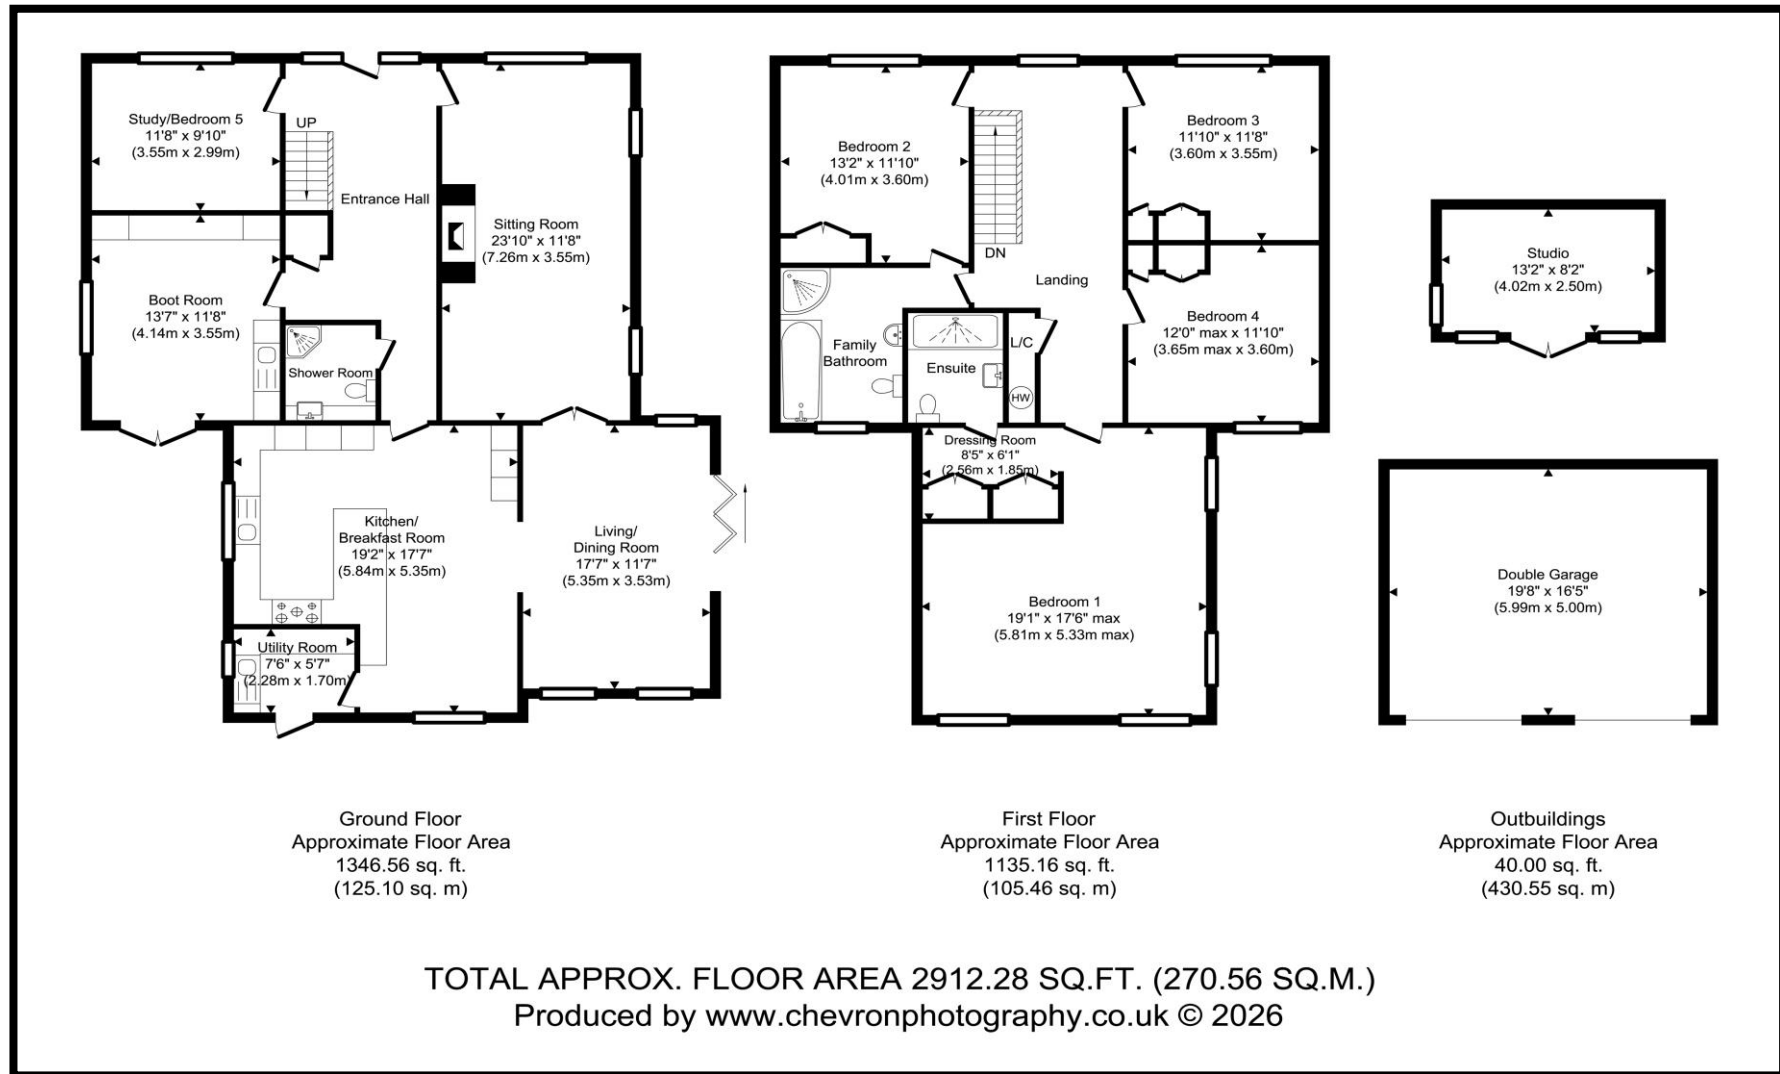 Study/Bedroom 5
11'8" x 9'10"
(3.55m x 2.99m)
UP
Entrance Hall
Sitting Room
23'10" x 11'8"
(7.26m x 3.55m)
Boot Room
13'7" x 11'8"
(4.14m x 3.55m)
Shower Room
Kitchen/
Breakfast Room
19'2" x 17'7"
(5.84m x 5.35m)
Living/
Dining Room
17'7" x 11'7"
(5.35m x 3.53m)
Utility Room
7'6" x 5'7"
(2.28m x 1.70m)
Bedroom 2
13'2" x 11'10"
(4.01m x 3.60m)
DN
Landing
Bedroom 3
11'10" x 11'8"
(3.60m x 3.55m)
Bedroom 4
12'0" max x 11'10"
(3.65m max x 3.60m)
Family
Bathroom
Ensuite
L/C
HW
Dressing Room
8'5" x 6'1"
(2.56m x 1.85m)
Bedroom 1
19'1" x 17'6" max
(5.81m x 5.33m max)
Studio
13'2" x 8'2"
(4.02m x 2.50m)
Double Garage
19'8" x 16'5"
(5.99m x 5.00m)
Ground Floor
Approximate Floor Area
1346.56 sq. ft.
(125.10 sq. m)
First Floor
Approximate Floor Area
1135.16 sq. ft.
(105.46 sq. m)
Outbuildings
Approximate Floor Area
40.00 sq. ft.
(430.55 sq. m)
TOTAL APPROX. FLOOR AREA 2912.28 SQ.FT. (270.56 SQ.M.)
Produced by www.chevronphotography.co.uk © 2026